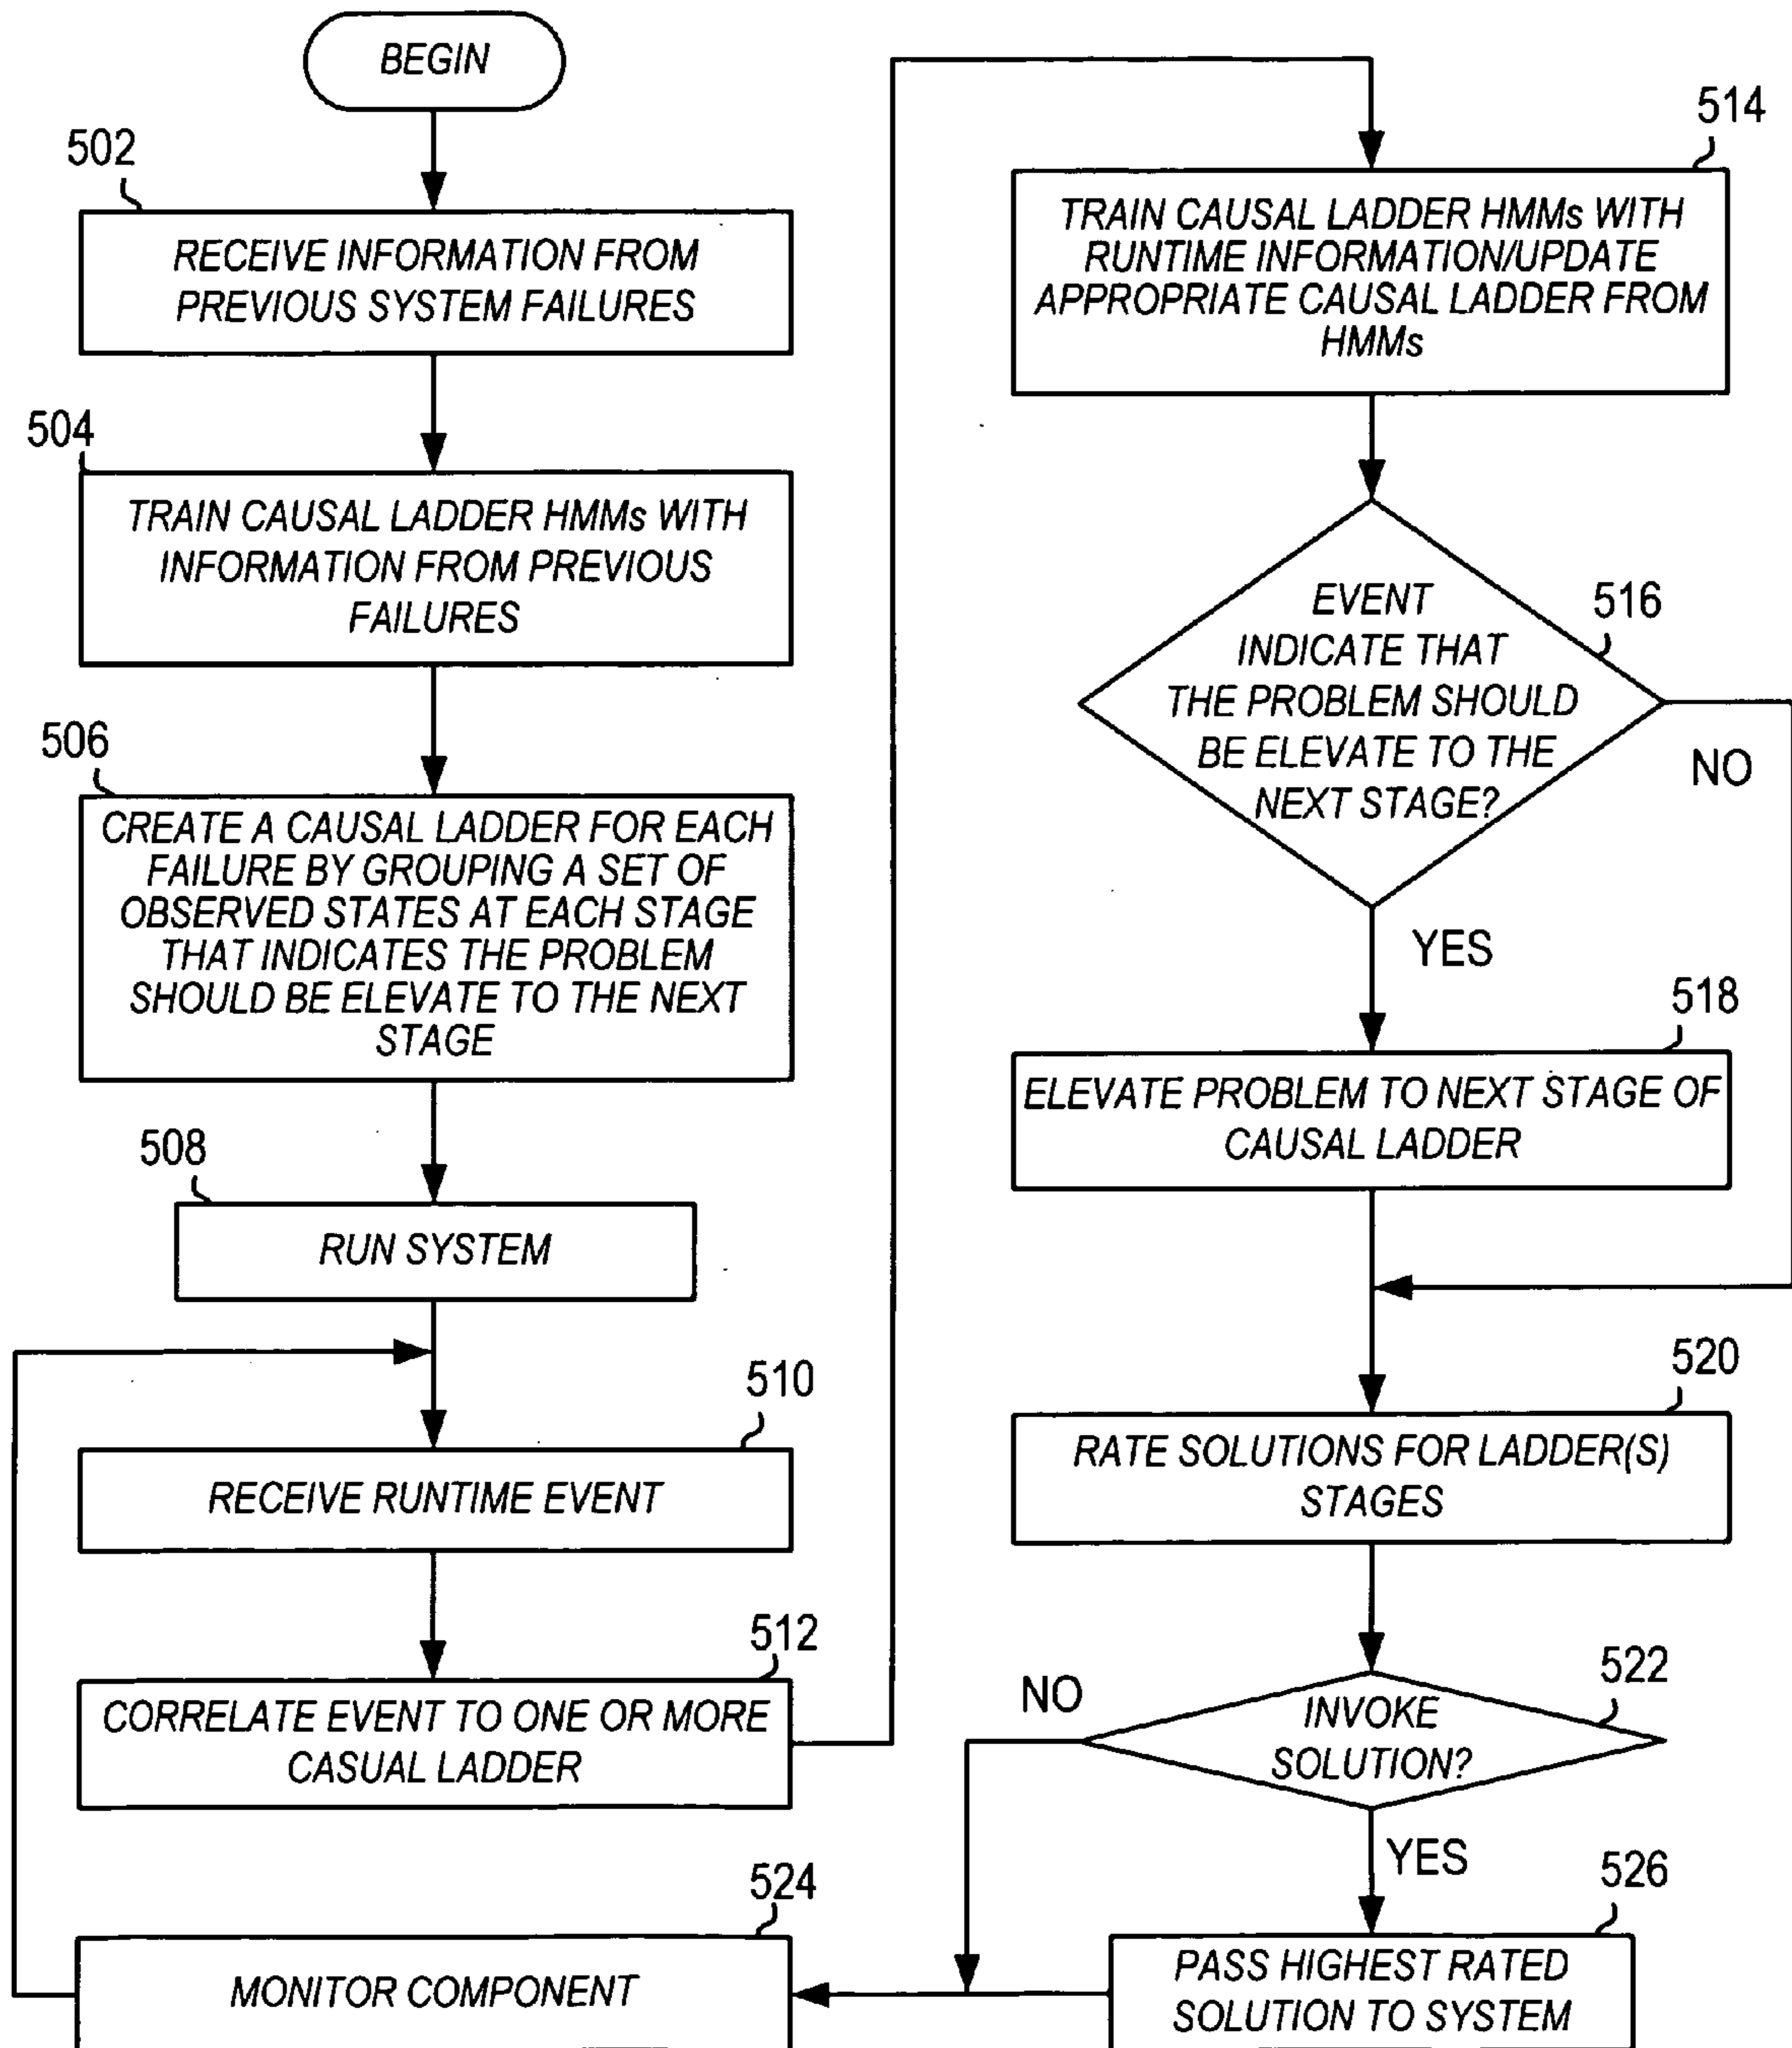 BEGIN
502
RECEIVE INFORMATION FROM
PREVIOUS SYSTEM FAILURES
504
TRAIN CAUSAL LADDER HMMs WITH
INFORMATION FROM PREVIOUS
FAILURES
506
CREATE A CAUSAL LADDER FOR EACH
FAILURE BY GROUPING A SET OF
OBSERVED STATES AT EACH STAGE
THAT INDICATES THE PROBLEM
SHOULD BE ELEVATE TO THE NEXT
STAGE
508
RUN SYSTEM
510
RECEIVE RUNTIME EVENT
512
CORRELATE EVENT TO ONE OR MORE
CASUAL LADDER
514
TRAIN CAUSAL LADDER HMMs WITH
RUNTIME INFORMATION/UPDATE
APPROPRIATE CAUSAL LADDER FROM
HMMs
516
EVENT
INDICATE THAT
THE PROBLEM SHOULD
BE ELEVATE TO THE
NEXT STAGE?
NO
YES
518
ELEVATE PROBLEM TO NEXT STAGE OF
CAUSAL LADDER
520
RATE SOLUTIONS FOR LADDER(S)
STAGES
522
INVOKE
SOLUTION?
NO
YES
526
PASS HIGHEST RATED
SOLUTION TO SYSTEM
524
MONITOR COMPONENT